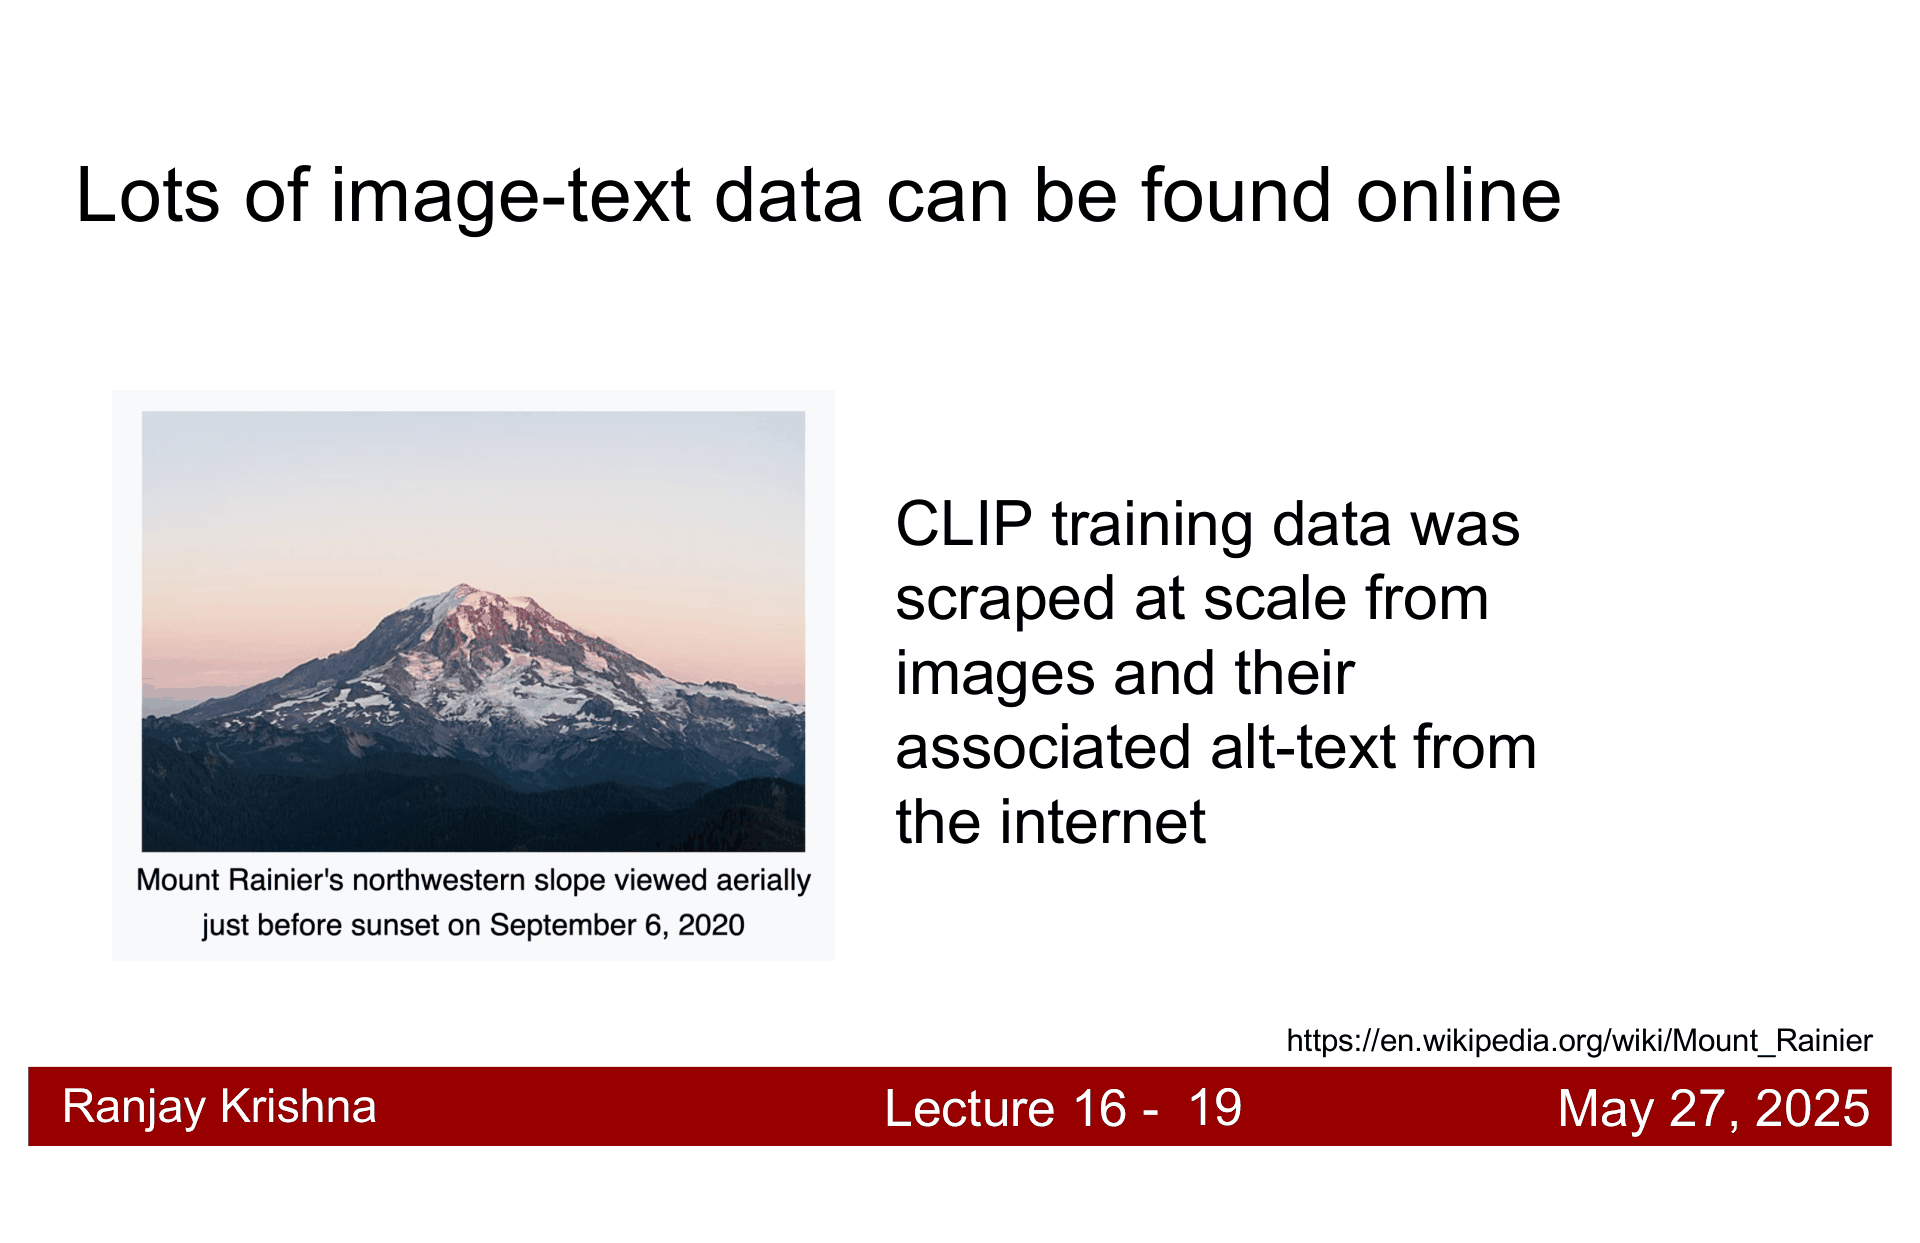 Lots of image-text data can be found online
Mount Rainier's northwestern slope viewed aerially
just before sunset on September 6, 2020
CLIP training data was
scraped at scale from
images and their
associated alt-text from
the internet
https://en.wikipedia.org/wiki/Mount_Rainier
Ranjay Krishna
Lecture 16 - 19
May 27, 2025